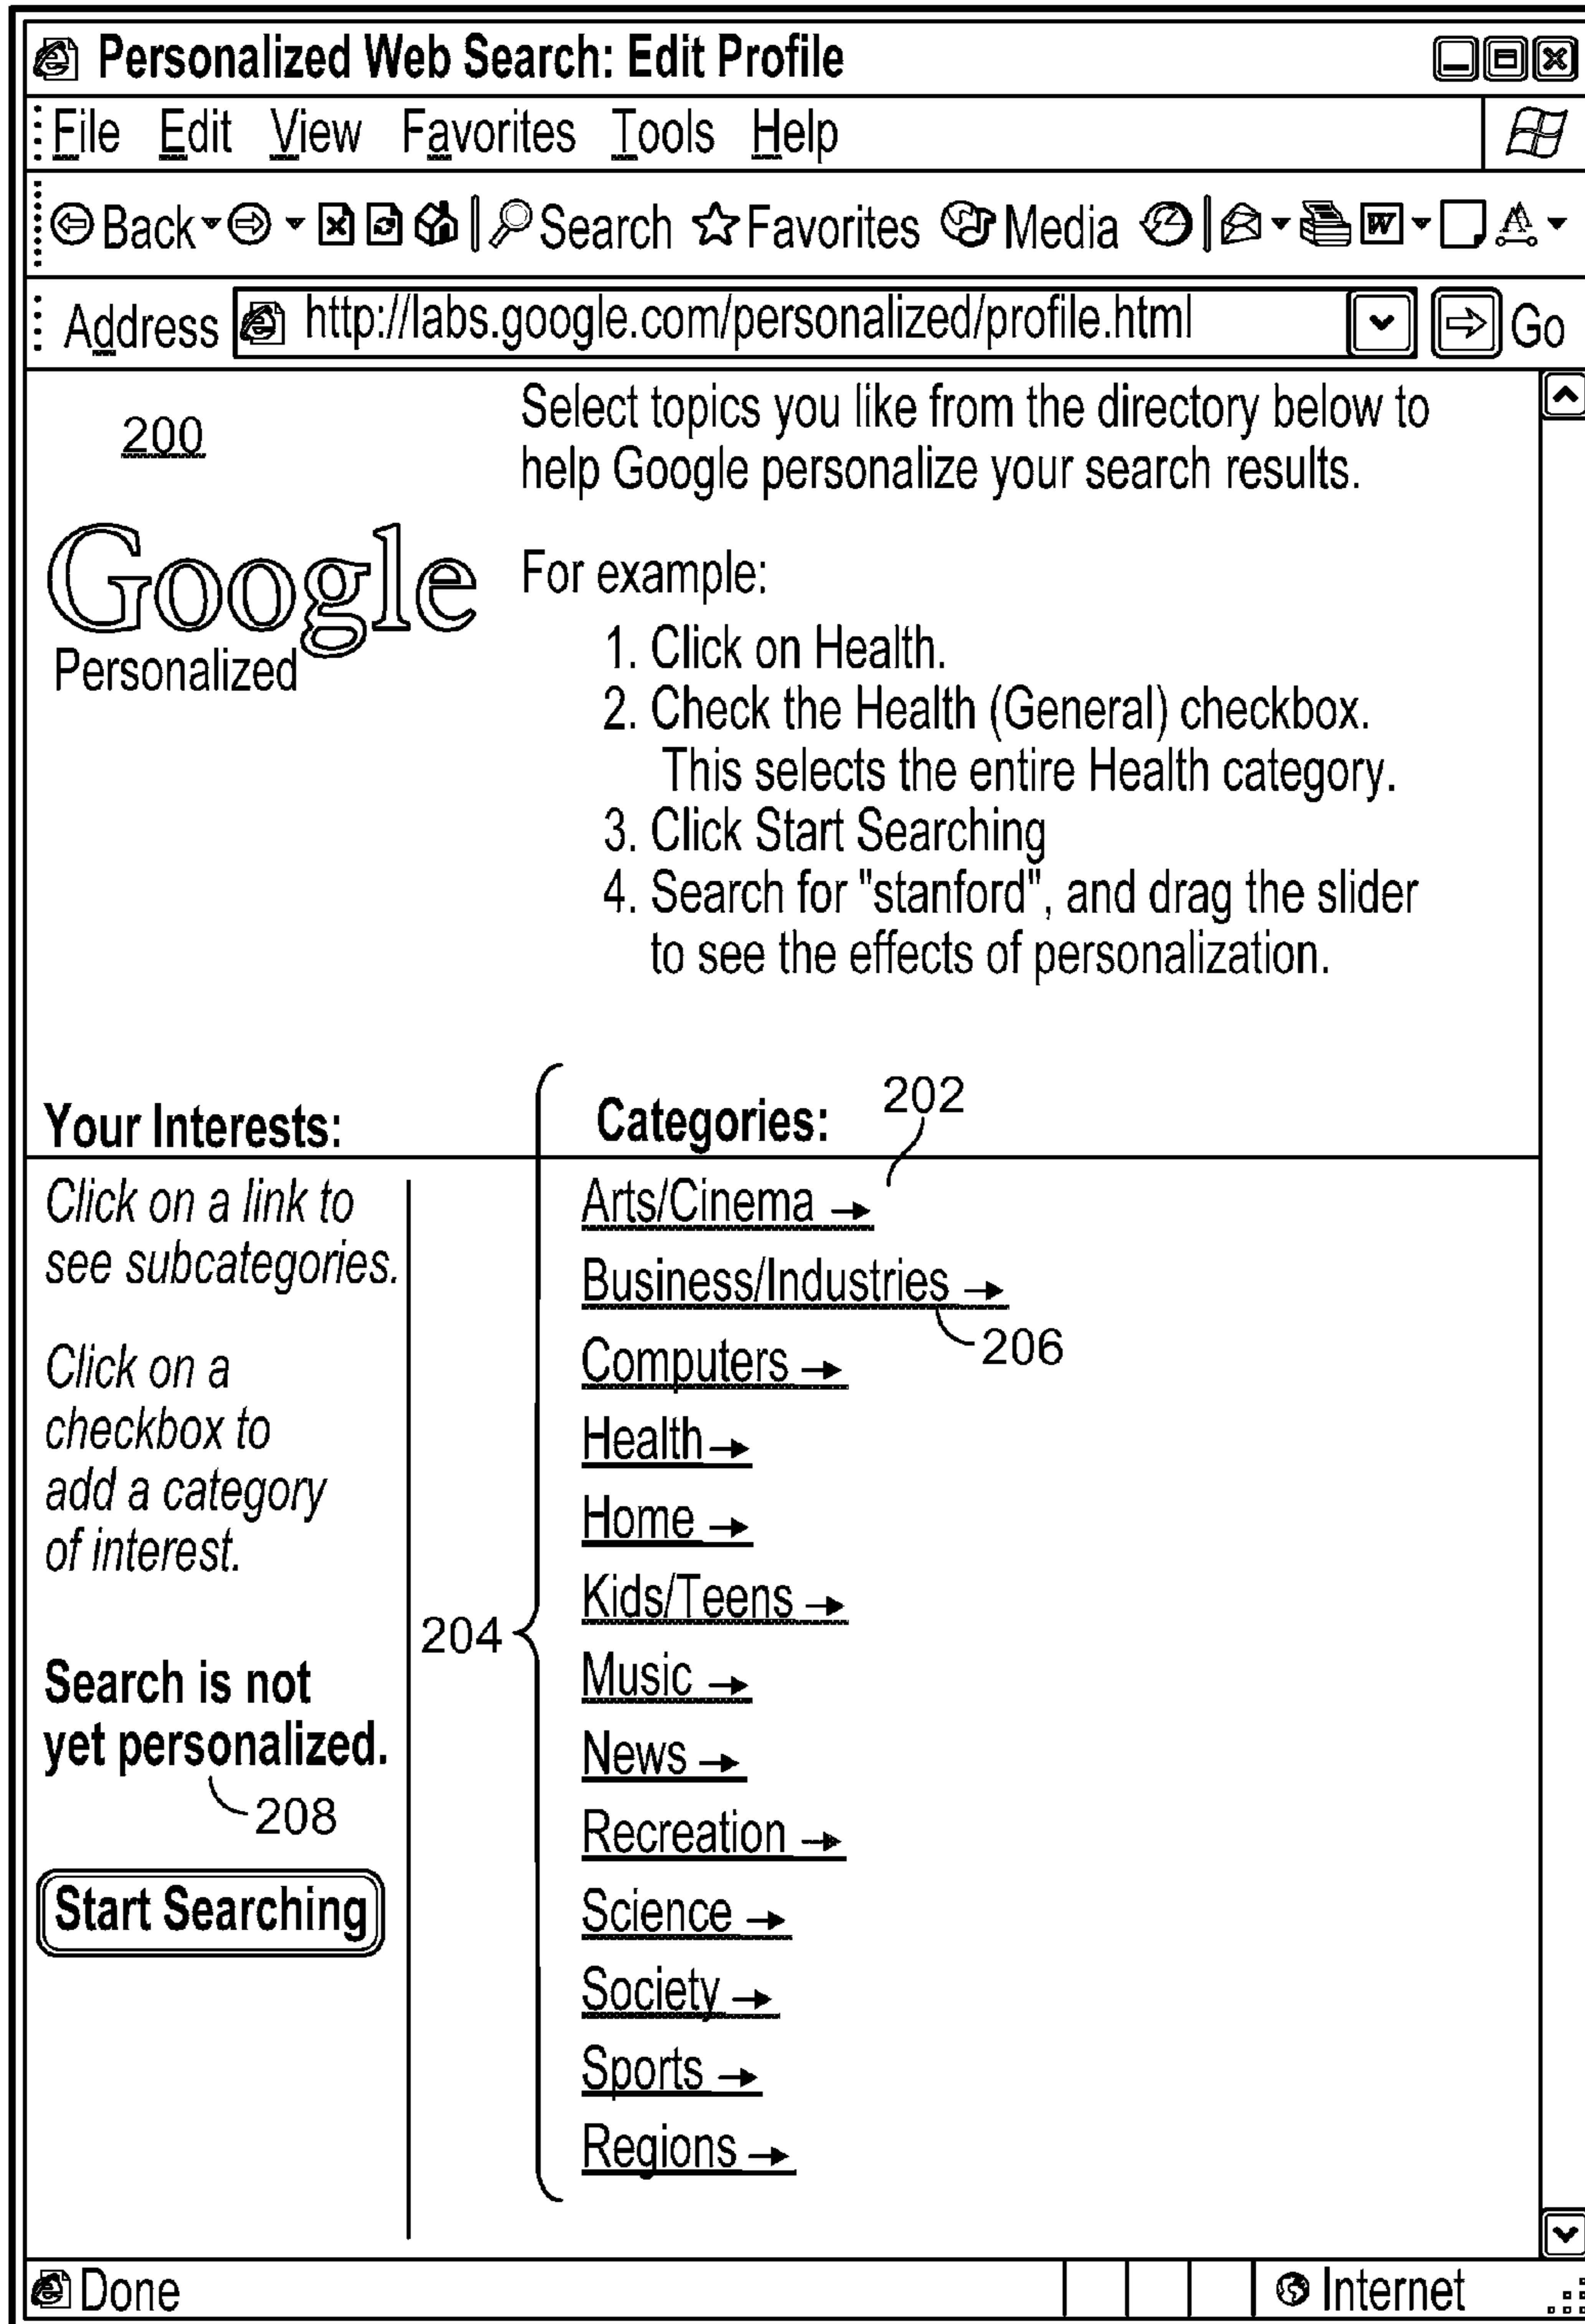 Personalized Web Search: Edit Profile
File Edit View Favorites Tools Help
Back Search Favorites Media W A
Address http://labs.google.com/personalized/profile.html Go
200
Select topics you like from the directory below to
help Google personalize your search results.
Google
Personalized
For example:
1. Click on Health.
2. Check the Health (General) checkbox.
This selects the entire Health category.
3. Click Start Searching
4. Search for "stanford", and drag the slider
to see the effects of personalization.
Your Interests:
Click on a link to
see subcategories.
Click on a
checkbox to
add a category
of interest.
Search is not
yet personalized.
208
Start Searching
204
Categories:
202
Arts/Cinema →
Business/Industries →
206
Computers →
Health →
Home →
Kids/Teens →
Music →
News →
Recreation →
Science →
Society →
Sports →
Regions →
Done Internet